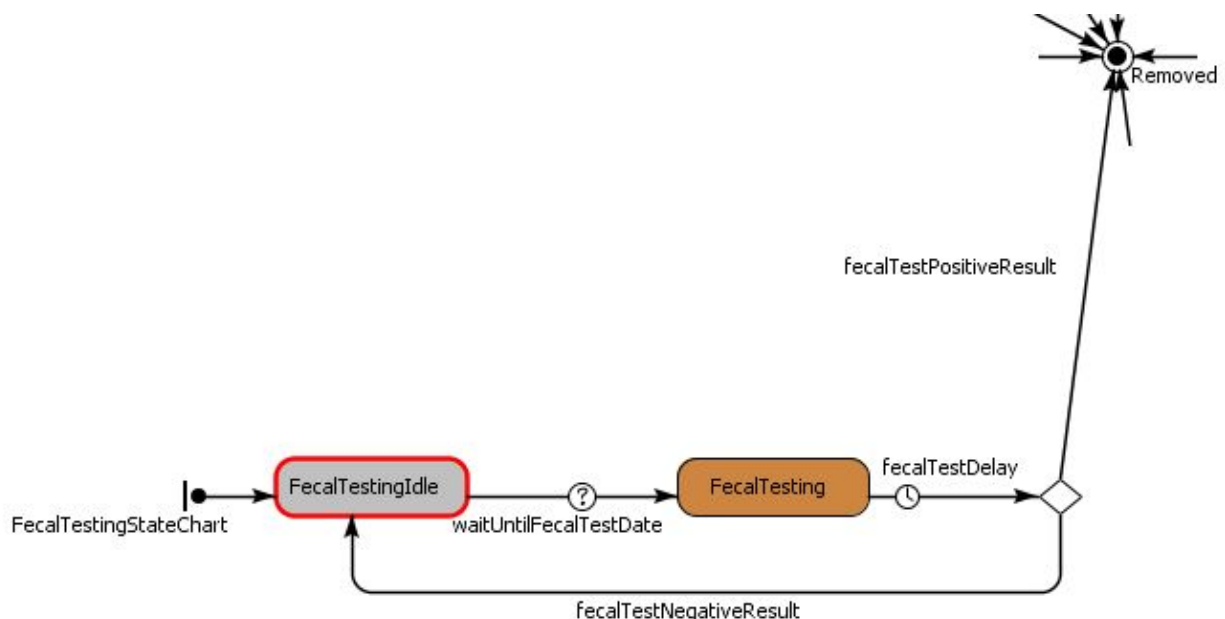 Removed
fecalTestPositiveResult
fecalTestDelay
FecalTestingIdle
FecalTesting
?
FecalTestingStateChart
waitUntilFecalTestDate
fecalTestNegativeResult